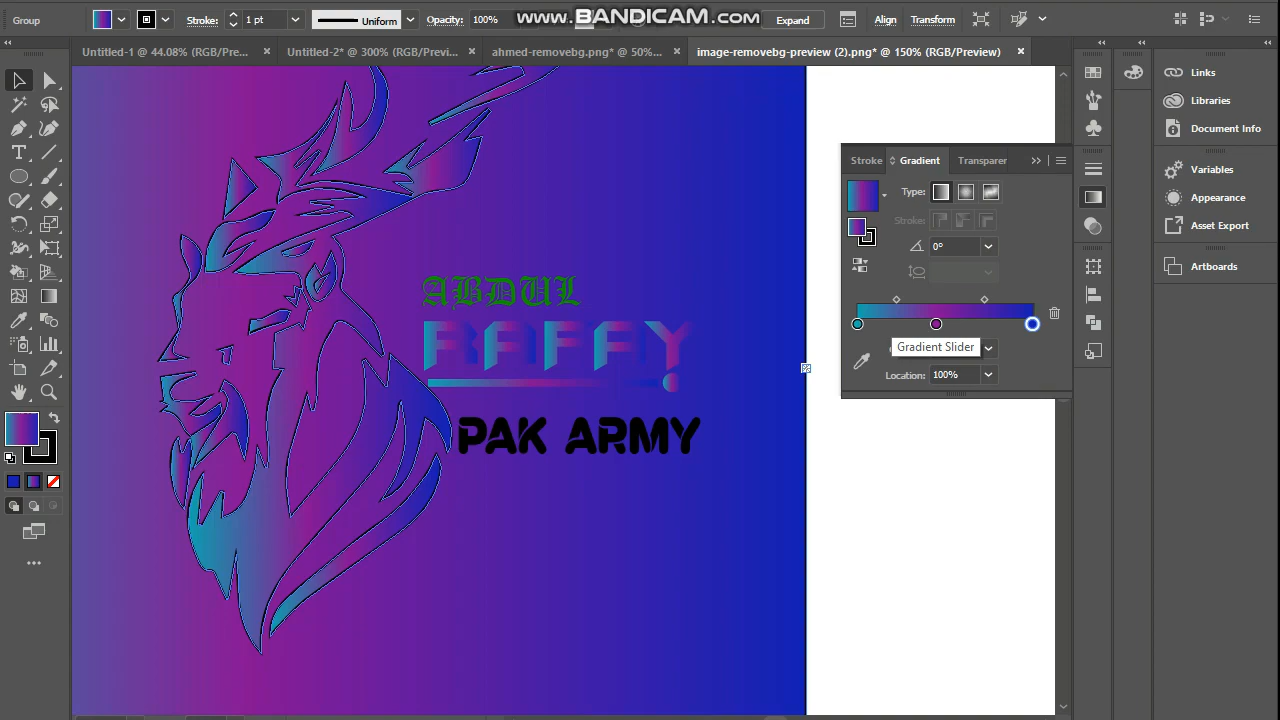 Group
Stroke:
1 pt
Uniform
Opacity:
100%
www.BANDICAM.com
Expand
Align
Transform
Untitled-1 @ 44.08% (RGB/Pre...
Untitled-2* @ 300% (RGB/Previ...
ahmed-removebg.png* @ 50%...
image-removebg-preview (2).png* @ 150% (RGB/Preview)
Links
Libraries
Document Info
Variables
Appearance
Asset Export
Artboards
Stroke
Gradient
Transparer
Type:
Stroke:
0°
Gradient Slider
Location:
100%
ABDUL
RAFFAY
PAK ARMY